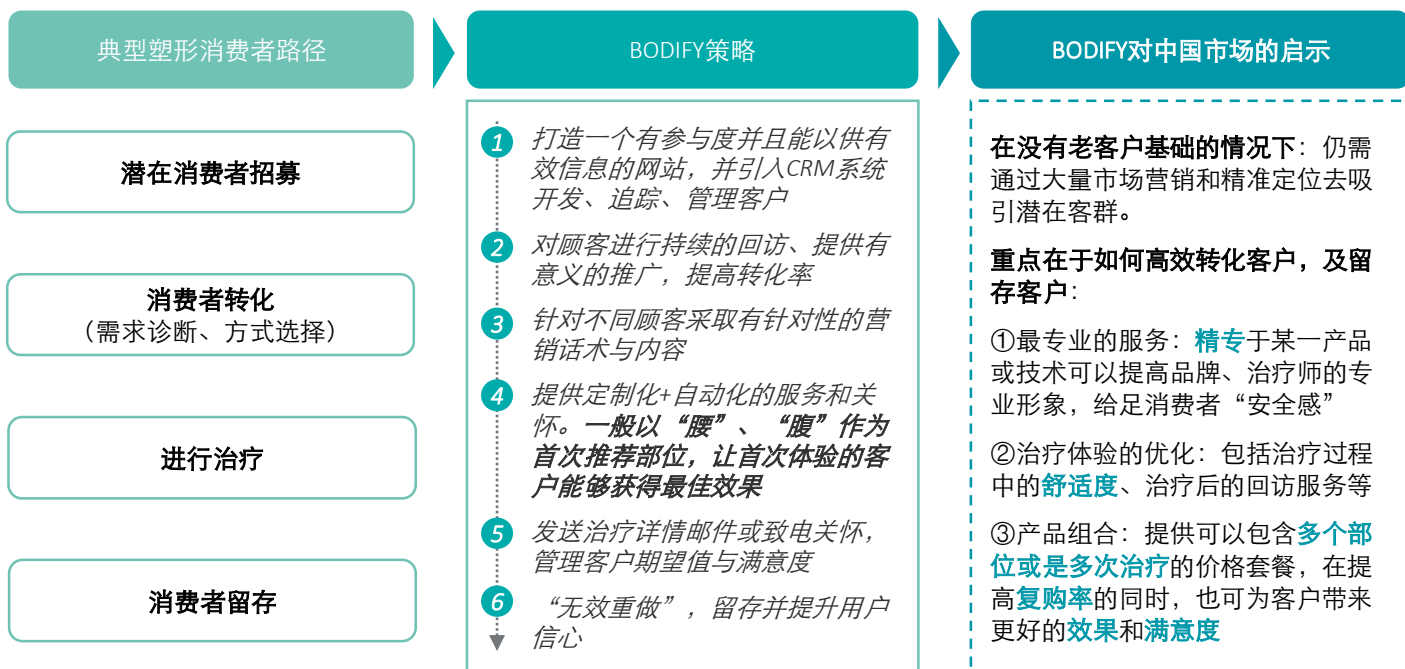 典型塑形消费者路径
BODIFY策略
BODIFY对中国市场的启示
潜在消费者招募
消费者转化
（需求诊断、方式选择）
进行治疗
消费者留存
1 打造一个有参与度并且能以供有
效信息的网站，并引入CRM系统
开发、追踪、管理客户
2 对顾客进行持续的回访、提供有
意义的推广，提高转化率
3 针对不同顾客采取有针对性的营
销话术与内容
4 提供定制化+自动化的服务和关
怀。一般以“腰”、“腹”作为
首次推荐部位，让首次体验的客
户能够获得最佳效果
5 发送治疗详情邮件或致电关怀，
管理客户期望值与满意度
6 “无效重做”，留存并提升用户
信心
在没有老客户基础的情况下：仍需
通过大量市场营销和精准定位去吸
引潜在客群。
重点在于如何高效转化客户，及留
存客户：
①最专业的服务：精专于某一产品
或技术可以提高品牌、治疗师的专
业形象，给足消费者“安全感”
②治疗体验的优化：包括治疗过程
中的舒适度、治疗后的回访服务等
③产品组合：提供可以包含多个部
位或是多次治疗的价格套餐，在提
高复购率的同时，也可为客户带来
更好的效果和满意度